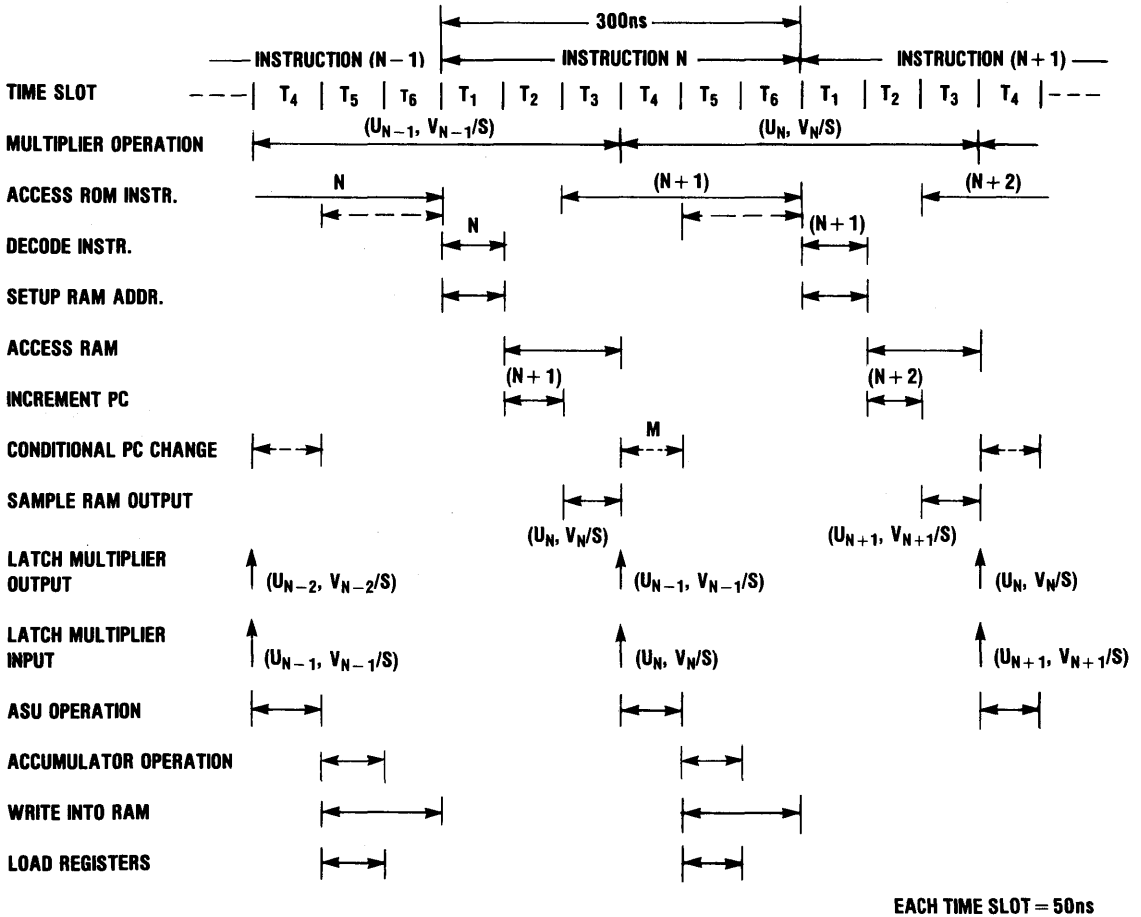 300ns
INSTRUCTION (N − 1) INSTRUCTION N INSTRUCTION (N + 1)
TIME SLOT T4 T5 T6 T1 T2 T3 T4 T5 T6 T1 T2 T3 T4
(UN−1, VN−1/S) (UN, VN/S)
MULTIPLIER OPERATION
N (N + 1) (N + 2)
ACCESS ROM INSTR.
N (N + 1)
DECODE INSTR.
SETUP RAM ADDR.
ACCESS RAM
(N + 1) (N + 2)
INCREMENT PC
M
CONDITIONAL PC CHANGE
SAMPLE RAM OUTPUT
(UN, VN/S) (UN+1, VN+1/S)
LATCH MULTIPLIER
OUTPUT (UN−2, VN−2/S) (UN−1, VN−1/S) (UN, VN/S)
LATCH MULTIPLIER
INPUT (UN−1, VN−1/S) (UN, VN/S) (UN+1, VN+1/S)
ASU OPERATION
ACCUMULATOR OPERATION
WRITE INTO RAM
LOAD REGISTERS
EACH TIME SLOT = 50ns